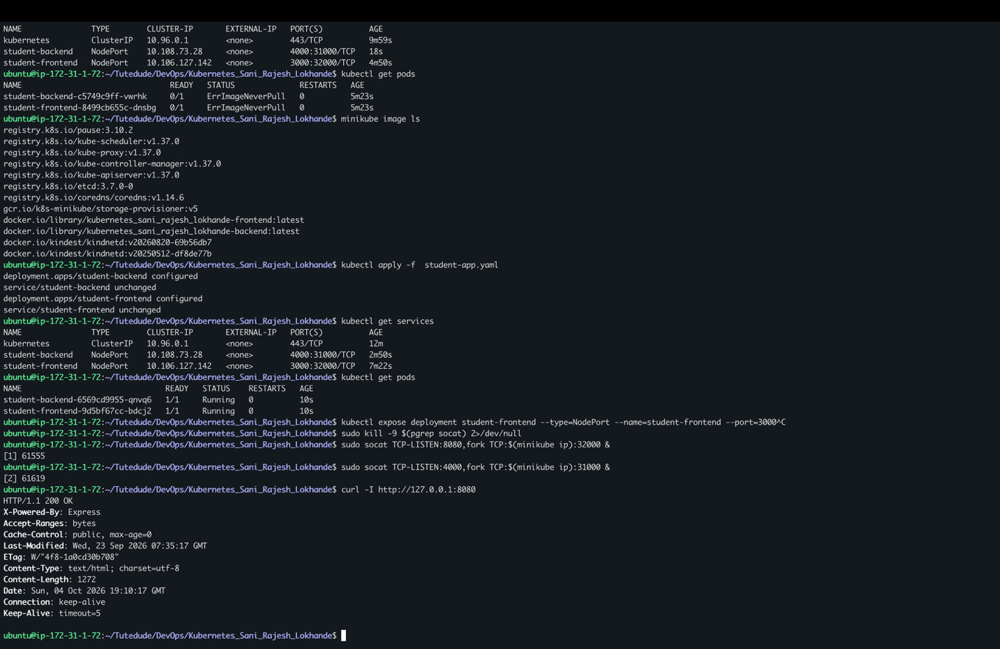 NAME TYPE CLUSTER-IP EXTERNAL-IP PORT(S) AGE
kubernetes ClusterIP 10.96.0.1 <none> 443/TCP 9m59s
student-backend NodePort 10.108.73.28 <none> 4000:31000/TCP 18s
student-frontend NodePort 10.106.127.142 <none> 3000:32000/TCP 4m50s
ubuntu@ip-172-31-1-72:~/Tutedude/DevOps/Kubernetes_Sani_Rajesh_Lokhande$ kubectl get pods
NAME READY STATUS RESTARTS AGE
student-backend-c5749c9ff-vwrhk 0/1 ErrImageNeverPull 0 5m23s
student-frontend-8499cb655c-dnsbg 0/1 ErrImageNeverPull 0 5m23s
ubuntu@ip-172-31-1-72:~/Tutedude/DevOps/Kubernetes_Sani_Rajesh_Lokhande$ minikube image ls
registry.k8s.io/pause:3.10.2
registry.k8s.io/kube-scheduler:v1.37.0
registry.k8s.io/kube-proxy:v1.37.0
registry.k8s.io/kube-controller-manager:v1.37.0
registry.k8s.io/kube-apiserver:v1.37.0
registry.k8s.io/etcd:3.7.0-0
registry.k8s.io/coredns/coredns:v1.14.6
gcr.io/k8s-minikube/storage-provisioner:v5
docker.io/library/kubernetes_sani_rajesh_lokhande-frontend:latest
docker.io/library/kubernetes_sani_rajesh_lokhande-backend:latest
docker.io/kindest/kindnetd:v20260820-69b56db7
docker.io/kindest/kindnetd:v20250512-df8de77b
ubuntu@ip-172-31-1-72:~/Tutedude/DevOps/Kubernetes_Sani_Rajesh_Lokhande$ kubectl apply -f  student-app.yaml
deployment.apps/student-backend configured
service/student-backend unchanged
deployment.apps/student-frontend configured
service/student-frontend unchanged
ubuntu@ip-172-31-1-72:~/Tutedude/DevOps/Kubernetes_Sani_Rajesh_Lokhande$ kubectl get services
NAME TYPE CLUSTER-IP EXTERNAL-IP PORT(S) AGE
kubernetes ClusterIP 10.96.0.1 <none> 443/TCP 12m
student-backend NodePort 10.108.73.28 <none> 4000:31000/TCP 2m50s
student-frontend NodePort 10.106.127.142 <none> 3000:32000/TCP 7m22s
ubuntu@ip-172-31-1-72:~/Tutedude/DevOps/Kubernetes_Sani_Rajesh_Lokhande$ kubectl get pods
NAME READY STATUS RESTARTS AGE
student-backend-6569cd9955-qnvq6 1/1 Running 0 10s
student-frontend-9d5bf67cc-bdcj2 1/1 Running 0 10s
ubuntu@ip-172-31-1-72:~/Tutedude/DevOps/Kubernetes_Sani_Rajesh_Lokhande$ kubectl expose deployment student-frontend --type=NodePort --name=student-frontend --port=3000^C
ubuntu@ip-172-31-1-72:~/Tutedude/DevOps/Kubernetes_Sani_Rajesh_Lokhande$ sudo kill -9 $(pgrep socat) 2>/dev/null
ubuntu@ip-172-31-1-72:~/Tutedude/DevOps/Kubernetes_Sani_Rajesh_Lokhande$ sudo socat TCP-LISTEN:8080,fork TCP:$(minikube ip):32000 &
[1] 61555
ubuntu@ip-172-31-1-72:~/Tutedude/DevOps/Kubernetes_Sani_Rajesh_Lokhande$ sudo socat TCP-LISTEN:4000,fork TCP:$(minikube ip):31000 &
[2] 61619
ubuntu@ip-172-31-1-72:~/Tutedude/DevOps/Kubernetes_Sani_Rajesh_Lokhande$ curl -I http://127.0.0.1:8080
HTTP/1.1 200 OK
X-Powered-By: Express
Accept-Ranges: bytes
Cache-Control: public, max-age=0
Last-Modified: Wed, 23 Sep 2026 07:35:17 GMT
ETag: W/"4f8-1a0cd30b708"
Content-Type: text/html; charset=utf-8
Content-Length: 1272
Date: Sun, 04 Oct 2026 19:10:17 GMT
Connection: keep-alive
Keep-Alive: timeout=5
ubuntu@ip-172-31-1-72:~/Tutedude/DevOps/Kubernetes_Sani_Rajesh_Lokhande$